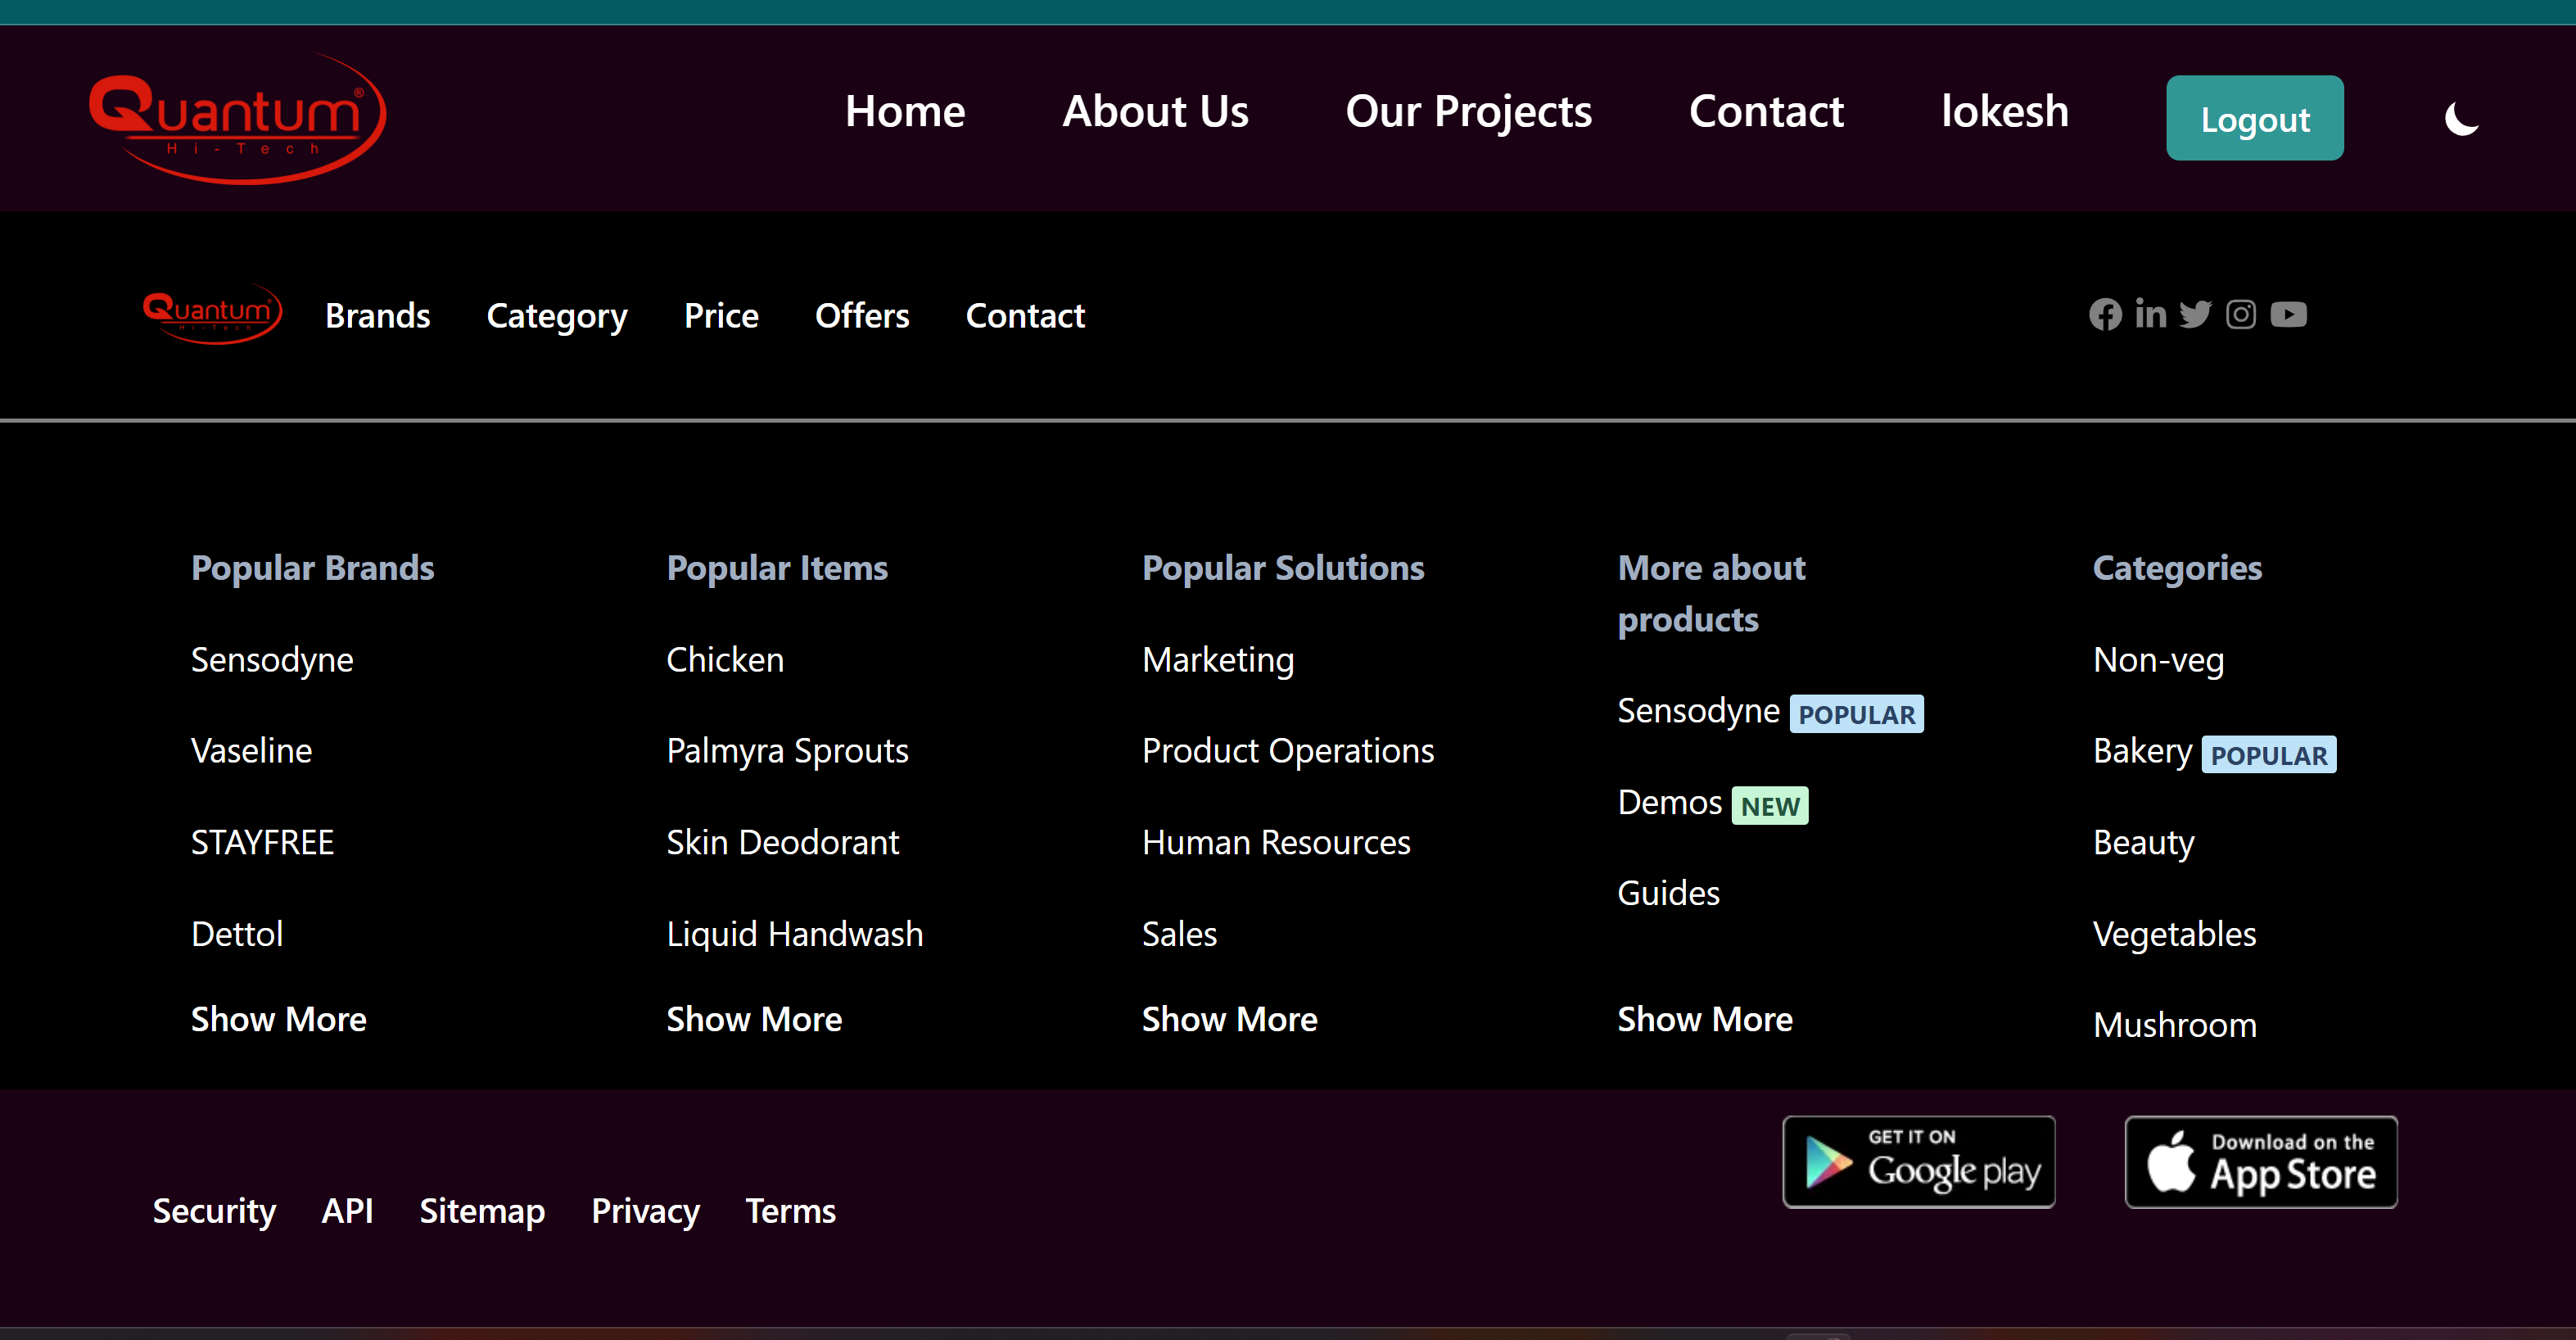 Quantum®
Hi-Tech
Home About Us Our Projects Contact lokesh Logout
Quantum
Hi-Tech
Brands Category Price Offers Contact
Popular Brands
Sensodyne
Vaseline
STAYFREE
Dettol
Show More
Popular Items
Chicken
Palmyra Sprouts
Skin Deodorant
Liquid Handwash
Show More
Popular Solutions
Marketing
Product Operations
Human Resources
Sales
Show More
More about
products
Sensodyne POPULAR
Demos NEW
Guides
Show More
Categories
Non-veg
Bakery POPULAR
Beauty
Vegetables
Mushroom
Security API Sitemap Privacy Terms
GET IT ON
Google play
Download on the
App Store